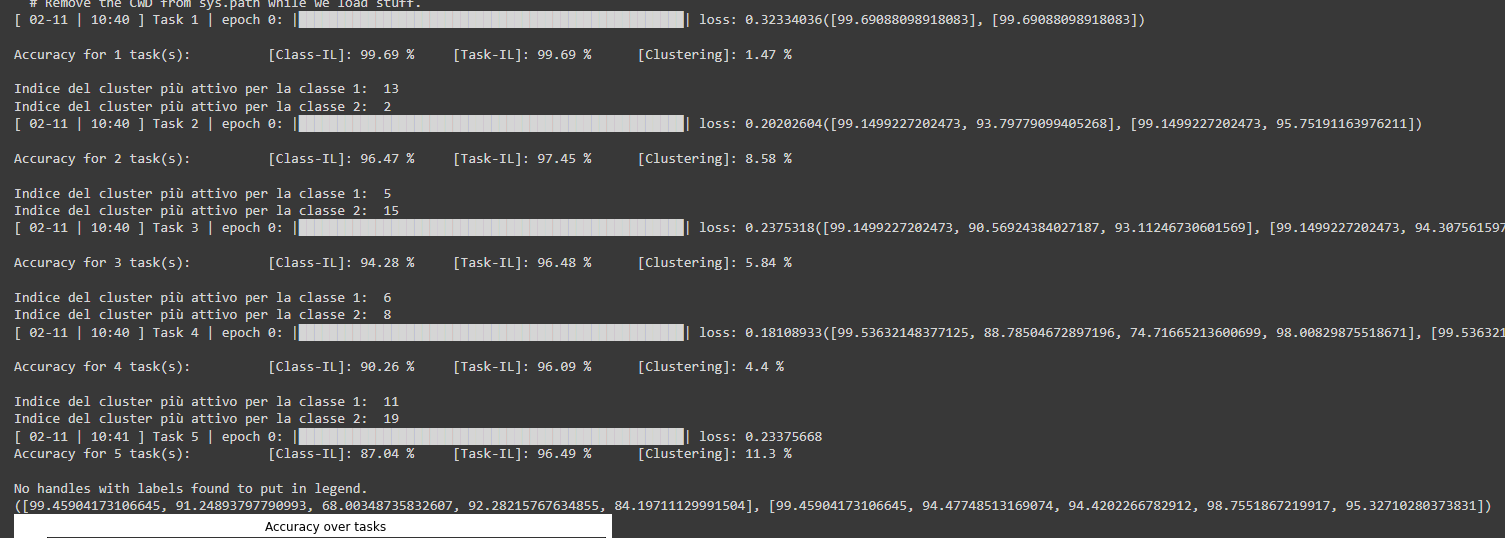 # Remove the CWD from sys.path while we load stuff.
[ 02-11 | 10:40 ] Task 1 | epoch 0: |██████████████████████████████████████████████████| loss: 0.32334036([99.69088098918083], [99.69088098918083])
Accuracy for 1 task(s): [Class-IL]: 99.69 % [Task-IL]: 99.69 % [Clustering]: 1.47 %
Indice del cluster più attivo per la classe 1: 13
Indice del cluster più attivo per la classe 2: 2
[ 02-11 | 10:40 ] Task 2 | epoch 0: |██████████████████████████████████████████████████| loss: 0.20202604([99.1499227202473, 93.79779099405268], [99.1499227202473, 95.75191163976211])
Accuracy for 2 task(s): [Class-IL]: 96.47 % [Task-IL]: 97.45 % [Clustering]: 8.58 %
Indice del cluster più attivo per la classe 1: 5
Indice del cluster più attivo per la classe 2: 15
[ 02-11 | 10:40 ] Task 3 | epoch 0: |██████████████████████████████████████████████████| loss: 0.2375318([99.1499227202473, 90.56924384027187, 93.11246730601569], [99.1499227202473, 94.307561597
Accuracy for 3 task(s): [Class-IL]: 94.28 % [Task-IL]: 96.48 % [Clustering]: 5.84 %
Indice del cluster più attivo per la classe 1: 6
Indice del cluster più attivo per la classe 2: 8
[ 02-11 | 10:40 ] Task 4 | epoch 0: |██████████████████████████████████████████████████| loss: 0.18108933([99.53632148377125, 88.78504672897196, 74.71665213600699, 98.00829875518671], [99.53632
Accuracy for 4 task(s): [Class-IL]: 90.26 % [Task-IL]: 96.09 % [Clustering]: 4.4 %
Indice del cluster più attivo per la classe 1: 11
Indice del cluster più attivo per la classe 2: 19
[ 02-11 | 10:41 ] Task 5 | epoch 0: |██████████████████████████████████████████████████| loss: 0.23375668
Accuracy for 5 task(s): [Class-IL]: 87.04 % [Task-IL]: 96.49 % [Clustering]: 11.3 %
No handles with labels found to put in legend.
([99.45904173106645, 91.24893797790993, 68.00348735832607, 92.28215767634855, 84.19711129991504], [99.45904173106645, 94.47748513169074, 94.4202266782912, 98.7551867219917, 95.32710280373831])
Accuracy over tasks